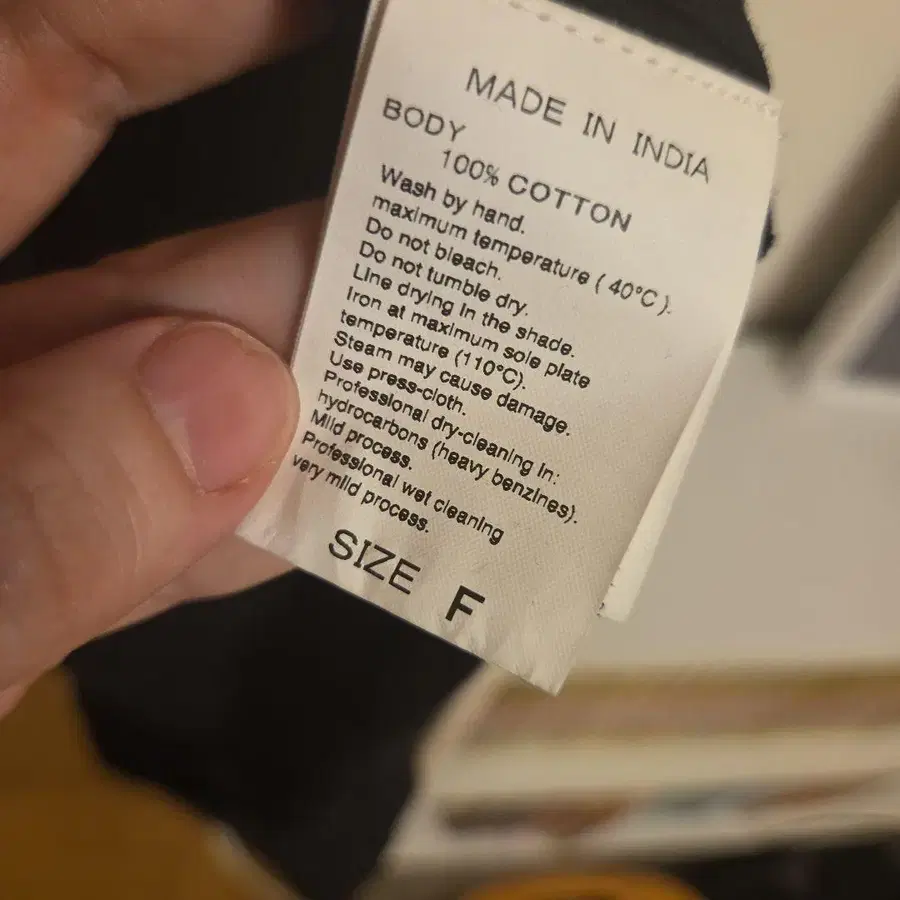 MADE IN INDIA
BODY
100% COTTON
Wash by hand.
maximum temperature ( 40°C ).
Do not bleach.
Do not tumble dry.
Line drying in the shade.
Iron at maximum sole plate
temperature (110°C).
Steam may cause damage.
Use press-cloth.
Professional dry-cleaning in:
hydrocarbons (heavy benzines).
Mild process.
Professional wet cleaning
very mild process.
SIZE F